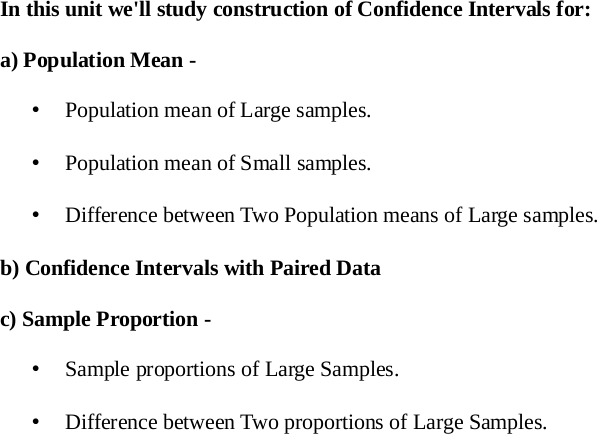 In this unit we'll study construction of Confidence Intervals for:
a) Population Mean -
• Population mean of Large samples.
• Population mean of Small samples.
• Difference between Two Population means of Large samples.
b) Confidence Intervals with Paired Data
c) Sample Proportion -
• Sample proportions of Large Samples.
• Difference between Two proportions of Large Samples.